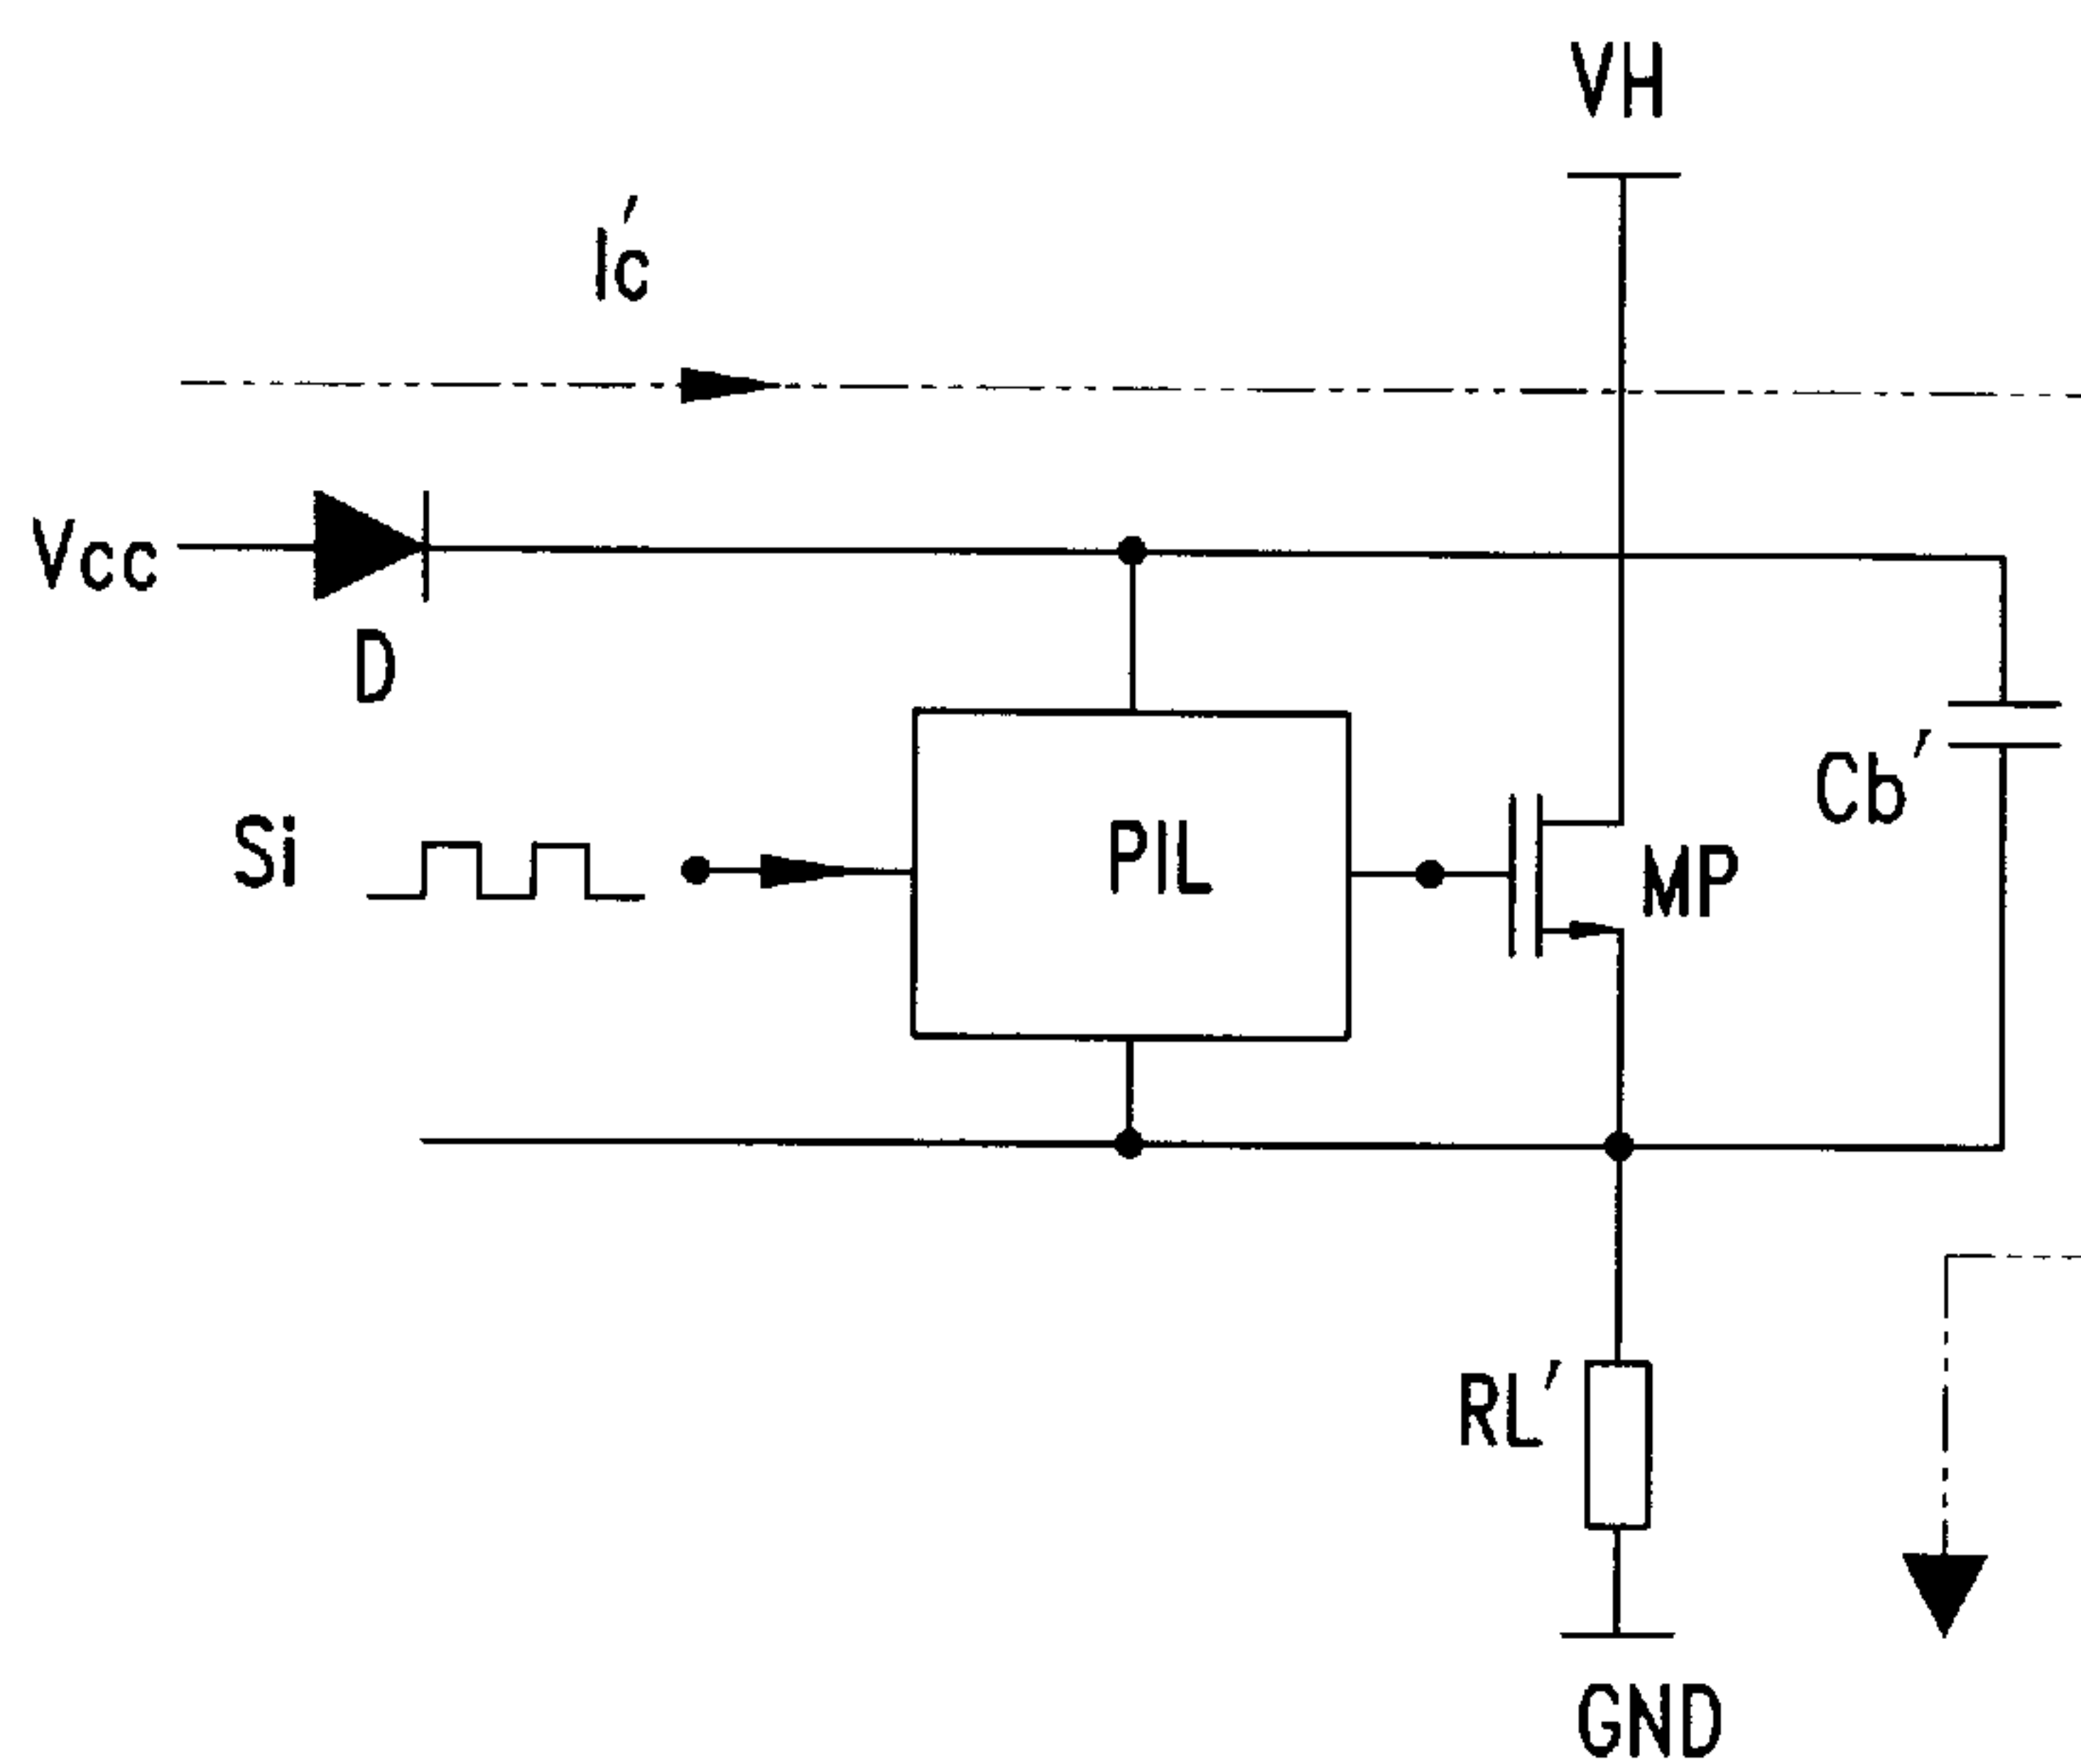 VH
Ic'
Vcc
D
Si
PIL
Cb'
MP
RL'
GND